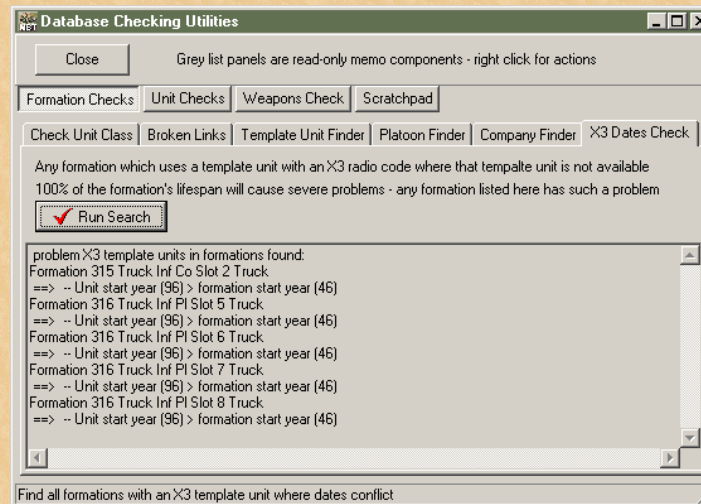 Database Checking Utilities
Close
Grey list panels are read-only memo components - right click for actions
Formation Checks Unit Checks Weapons Check Scratchpad
Check Unit Class Broken Links Template Unit Finder Platoon Finder Company Finder X3 Dates Check
Any formation which uses a template unit with an X3 radio code where that tempalte unit is not available
100% of the formation's lifespan will cause severe problems - any formation listed here has such a problem
Run Search
problem X3 template units in formations found:
Formation 315 Truck Inf Co Slot 2 Truck
==> -- Unit start year (96) > formation start year (46)
Formation 316 Truck Inf Pl Slot 5 Truck
==> -- Unit start year (96) > formation start year (46)
Formation 316 Truck Inf Pl Slot 6 Truck
==> -- Unit start year (96) > formation start year (46)
Formation 316 Truck Inf Pl Slot 7 Truck
==> -- Unit start year (96) > formation start year (46)
Formation 316 Truck Inf Pl Slot 8 Truck
==> -- Unit start year (96) > formation start year (46)
Find all formations with an X3 template unit where dates conflict